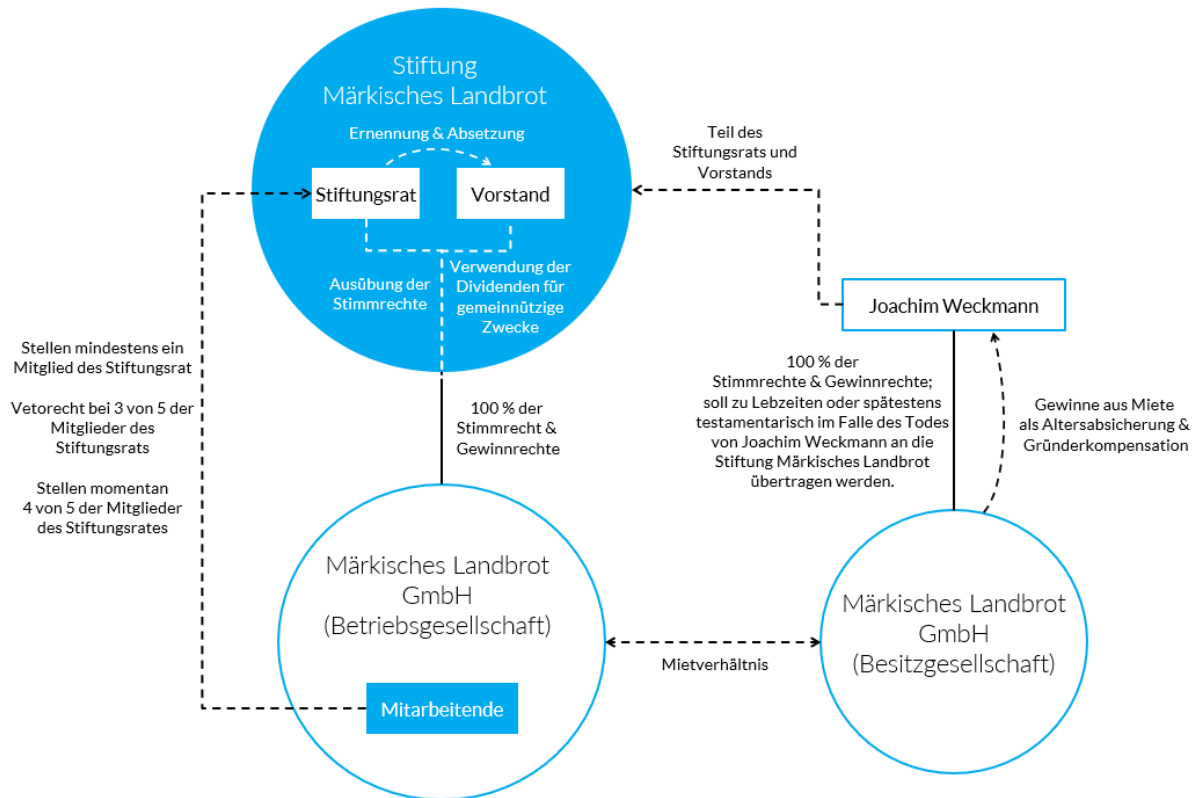 Stiftung
Märkisches Landbrot
Ernennung & Absetzung
Stiftungsrat
Vorstand
Ausübung der
Stimmrechte
Verwendung der
Dividenden für
gemeinnützige
Zwecke
Teil des
Stiftungsrats und
Vorstands
Joachim Weckmann
Stellen mindestens ein
Mitglied des Stiftungsrat
Vetorecht bei 3 von 5 der
Mitglieder des
Stiftungsrats
Stellen momentan
4 von 5 der Mitglieder
des Stiftungsrates
100 % der
Stimmrecht &
Gewinnrechte
100 % der
Stimmrechte & Gewinnrechte;
soll zu Lebzeiten oder spätestens
testamentarisch im Falle des Todes
von Joachim Weckmann an die
Stiftung Märkisches Landbrot
übertragen werden.
Gewinne aus Miete
als Altersabsicherung &
Gründerkompensation
Märkisches Landbrot
GmbH
(Betriebsgesellschaft)
Mitarbeitende
Mietverhältnis
Märkisches Landbrot
GmbH
(Besitzgesellschaft)